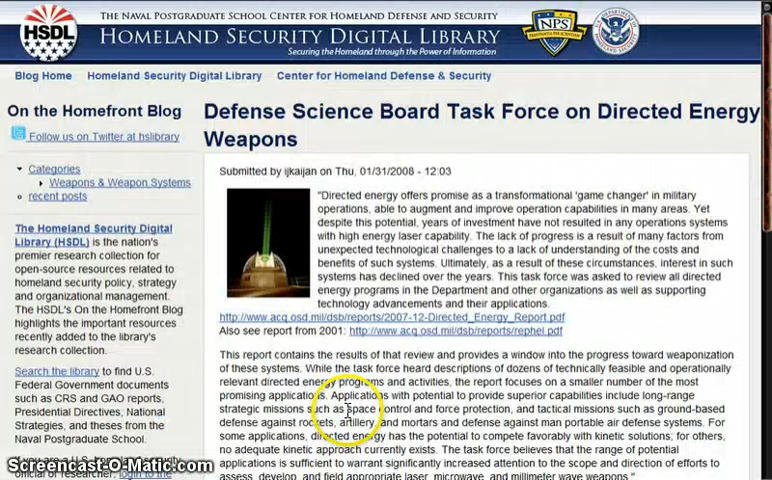 THE NAVAL POSTGRADUATE SCHOOL CENTER FOR HOMELAND DEFENSE AND SECURITY
HSDL
HOMELAND SECURITY DIGITAL LIBRARY
Securing the Homeland through the Power of Information
NPS
Blog Home Homeland Security Digital Library Center for Homeland Defense & Security
On the Homefront Blog
Follow us on Twitter at hslibrary
Categories
Weapons & Weapon Systems
recent posts
The Homeland Security Digital
Library (HSDL) is the nation's
premier research collection for
open-source resources related to
homeland security policy, strategy
and organizational management.
The HSDL's On the Homefront Blog
highlights the important resources
recently added to the library's
research collection.
Search the library to find U.S.
Federal Government documents
such as CRS and GAO reports,
Presidential Directives, National
Strategies, and theses from the
Naval Postgraduate School.
If you are a U.S.
official or researcher, login to the
Defense Science Board Task Force on Directed Energy
Weapons
Submitted by ijkaijan on Thu, 01/31/2008 - 12:03
"Directed energy offers promise as a transformational 'game changer' in military
operations, able to augment and improve operation capabilities in many areas. Yet
despite this potential, years of investment have not resulted in any operations systems
with high energy laser capability. The lack of progress is a result of many factors from
unexpected technological challenges to a lack of understanding of the costs and
benefits of such systems. Ultimately, as a result of these circumstances, interest in such
systems has declined over the years. This task force was asked to review all directed
energy programs in the Department and other organizations as well as supporting
technology advancements and their applications.
http://www.acq.osd.mil/dsb/reports/2007-12-Directed_Energy_Report.pdf
Also see report from 2001: http://www.acq.osd.mil/dsb/reports/rephel.pdf
This report contains the results of that review and provides a window into the progress toward weaponization
of these systems. While the task force heard descriptions of dozens of technically feasible and operationally
relevant directed energy programs and activities, the report focuses on a smaller number of the most
promising applications. Applications with potential to provide superior capabilities include long-range
strategic missions such as space control and force protection, and tactical missions such as ground-based
defense against rockets, artillery and mortars and defense against man portable air defense systems. For
some applications, directed energy has the potential to compete favorably with kinetic solutions; for others,
no adequate kinetic approach currently exists. The task force believes that the range of potential
applications is sufficient to warrant significantly increased attention to the scope and direction of efforts to
assess, develop, and field appropriate laser, microwave, and millimeter wave weapons."
Screencast-O-Matic.com